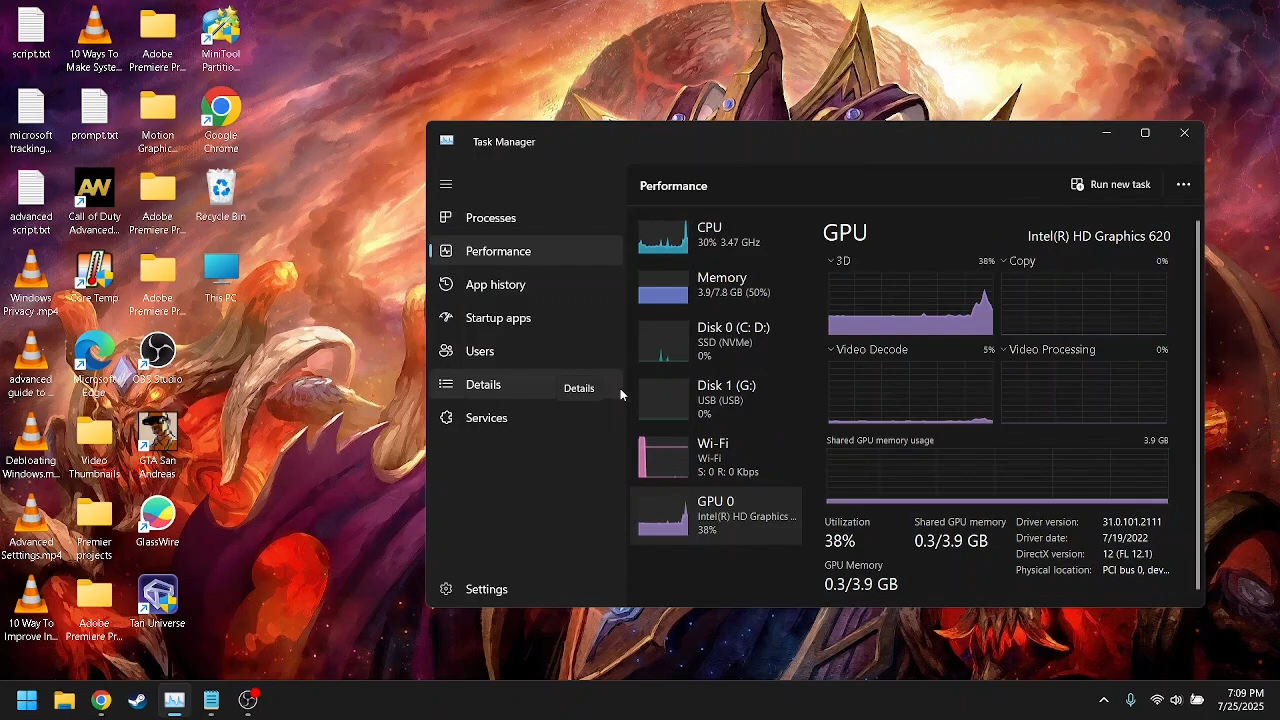 script.txt
10 Ways To
Make Syste...
Adobe
Premiere Pr...
MiniTool
Partitio...
microsoft
tracking...
prompt.txt
Motion
Graphic...
Google
Chrome
advanced
script.txt
Call of Duty
Advanced...
Adobe
Premiere Pr...
Recycle Bin
Windows
Privacy .mp4
Core Temp
Adobe
Premiere ...
This PC
advanced
guide to ...
Microsoft
Edge
OBS Studio
Debloating
Windows.m...
Video
Thumbnails
GTA San
Andreas
Advanced
Setttings.mp4
Premier
projects
GlassWire
10 Way To
Improve In...
Adobe
Premiere Pr...
Tan Universe
Task Manager
Processes
Performance
App history
Startup apps
Users
Details
Details
Services
Settings
Performance
Run new task
CPU
30% 3.47 GHz
Memory
3.9/7.8 GB (50%)
Disk 0 (C: D:)
SSD (NVMe)
0%
Disk 1 (G:)
USB (USB)
0%
Wi-Fi
Wi-Fi
S: 0 R: 0 Kbps
GPU 0
Intel(R) HD Graphics ...
38%
GPU
Intel(R) HD Graphics 620
3D 38%
Copy 0%
Video Decode 5%
Video Processing 0%
Shared GPU memory usage 3.9 GB
Utilization
38%
Shared GPU memory
0.3/3.9 GB
GPU Memory
0.3/3.9 GB
Driver version: 31.0.101.2111
Driver date: 7/19/2022
DirectX version: 12 (FL 12.1)
Physical location: PCI bus 0, dev...
7:09 PM
7/25/2025